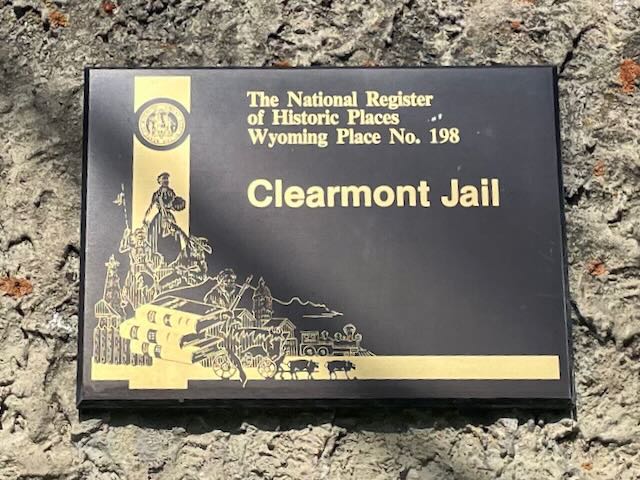 The National Register
of Historic Places
Wyoming Place No. 198
Clearmont Jail